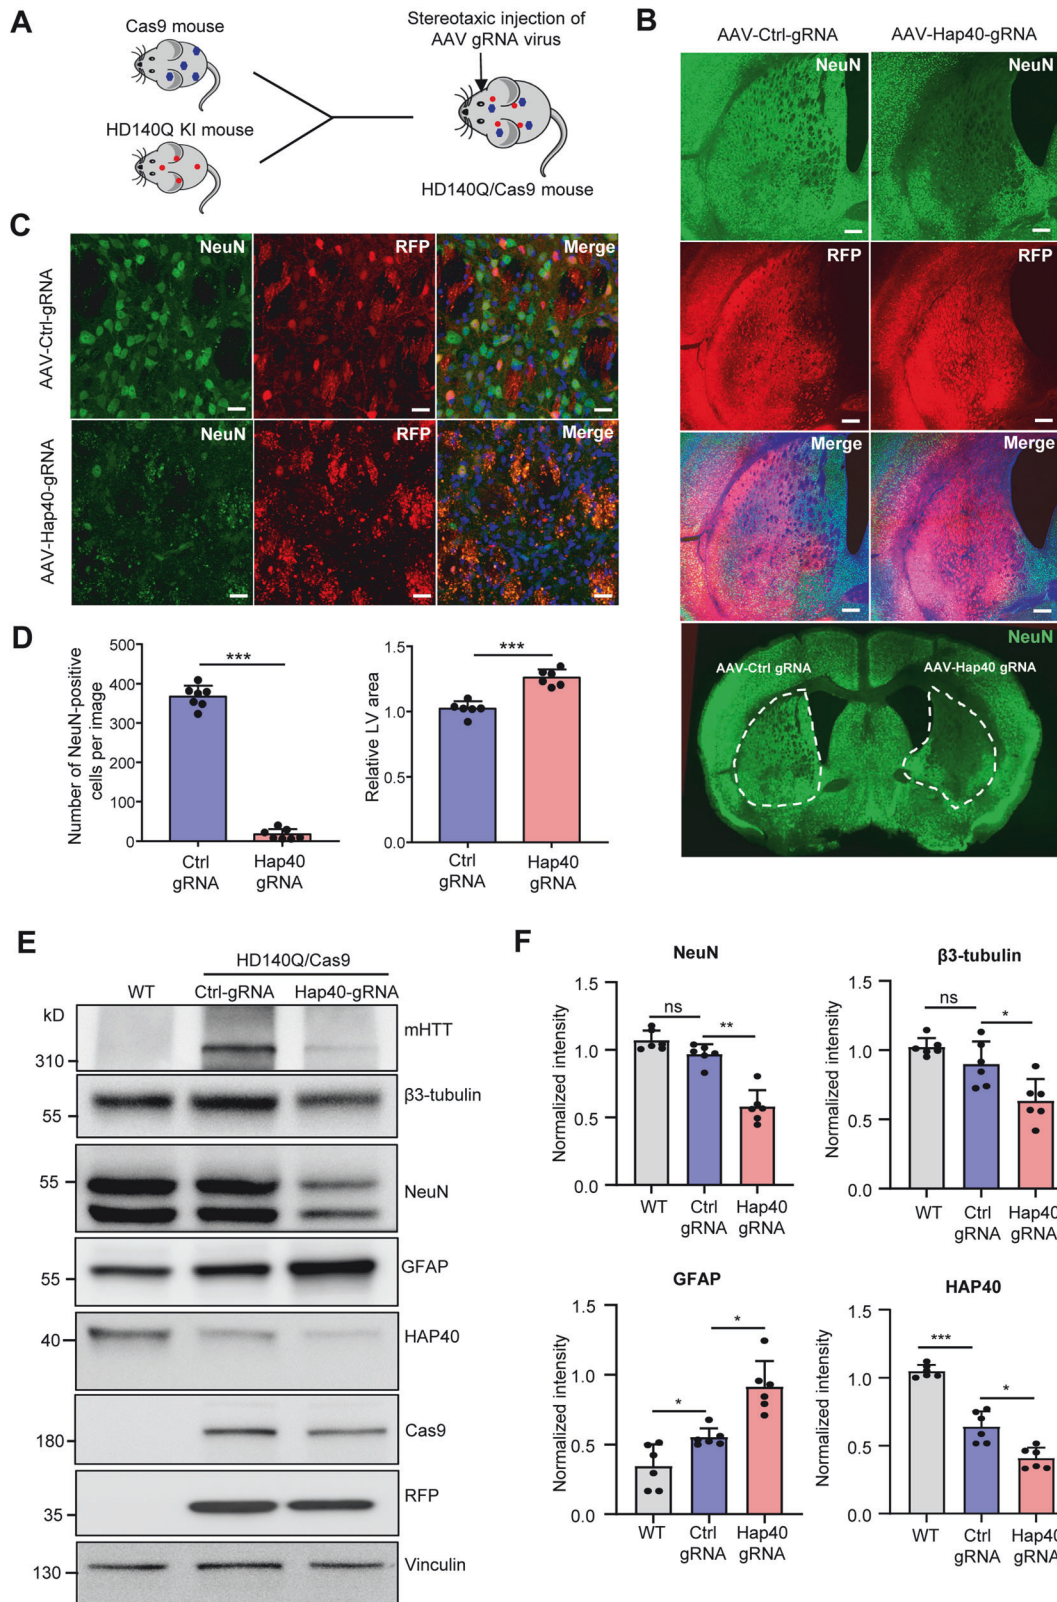 A
Cas9 mouse
HD140Q KI mouse
Stereotaxic injection of
AAV gRNA virus
HD140Q/Cas9 mouse
B
AAV-Ctrl-gRNA
AAV-Hap40-gRNA
NeuN
NeuN
RFP
RFP
Merge
Merge
NeuN
AAV-Ctrl gRNA
AAV-Hap40 gRNA
C
AAV-Ctrl-gRNA
NeuN
RFP
Merge
AAV-Hap40-gRNA
NeuN
RFP
Merge
D
Number of NeuN-positive
cells per image
500
400
300
200
100
0
***
Ctrl
gRNA
Hap40
gRNA
Relative LV area
1.5
1.0
0.5
0.0
***
Ctrl
gRNA
Hap40
gRNA
E
HD140Q/Cas9
WT
Ctrl-gRNA
Hap40-gRNA
kD
310
mHTT
55
β3-tubulin
55
NeuN
55
GFAP
40
HAP40
180
Cas9
35
RFP
130
Vinculin
F
NeuN
Normalized intensity
1.5
1.0
0.5
0.0
ns
**
WT
Ctrl
gRNA
Hap40
gRNA
β3-tubulin
Normalized intensity
1.5
1.0
0.5
0.0
ns
*
WT
Ctrl
gRNA
Hap40
gRNA
GFAP
Normalized intensity
1.5
1.0
0.5
0.0
*
*
WT
Ctrl
gRNA
Hap40
gRNA
HAP40
Normalized intensity
1.5
1.0
0.5
0.0
***
*
WT
Ctrl
gRNA
Hap40
gRNA